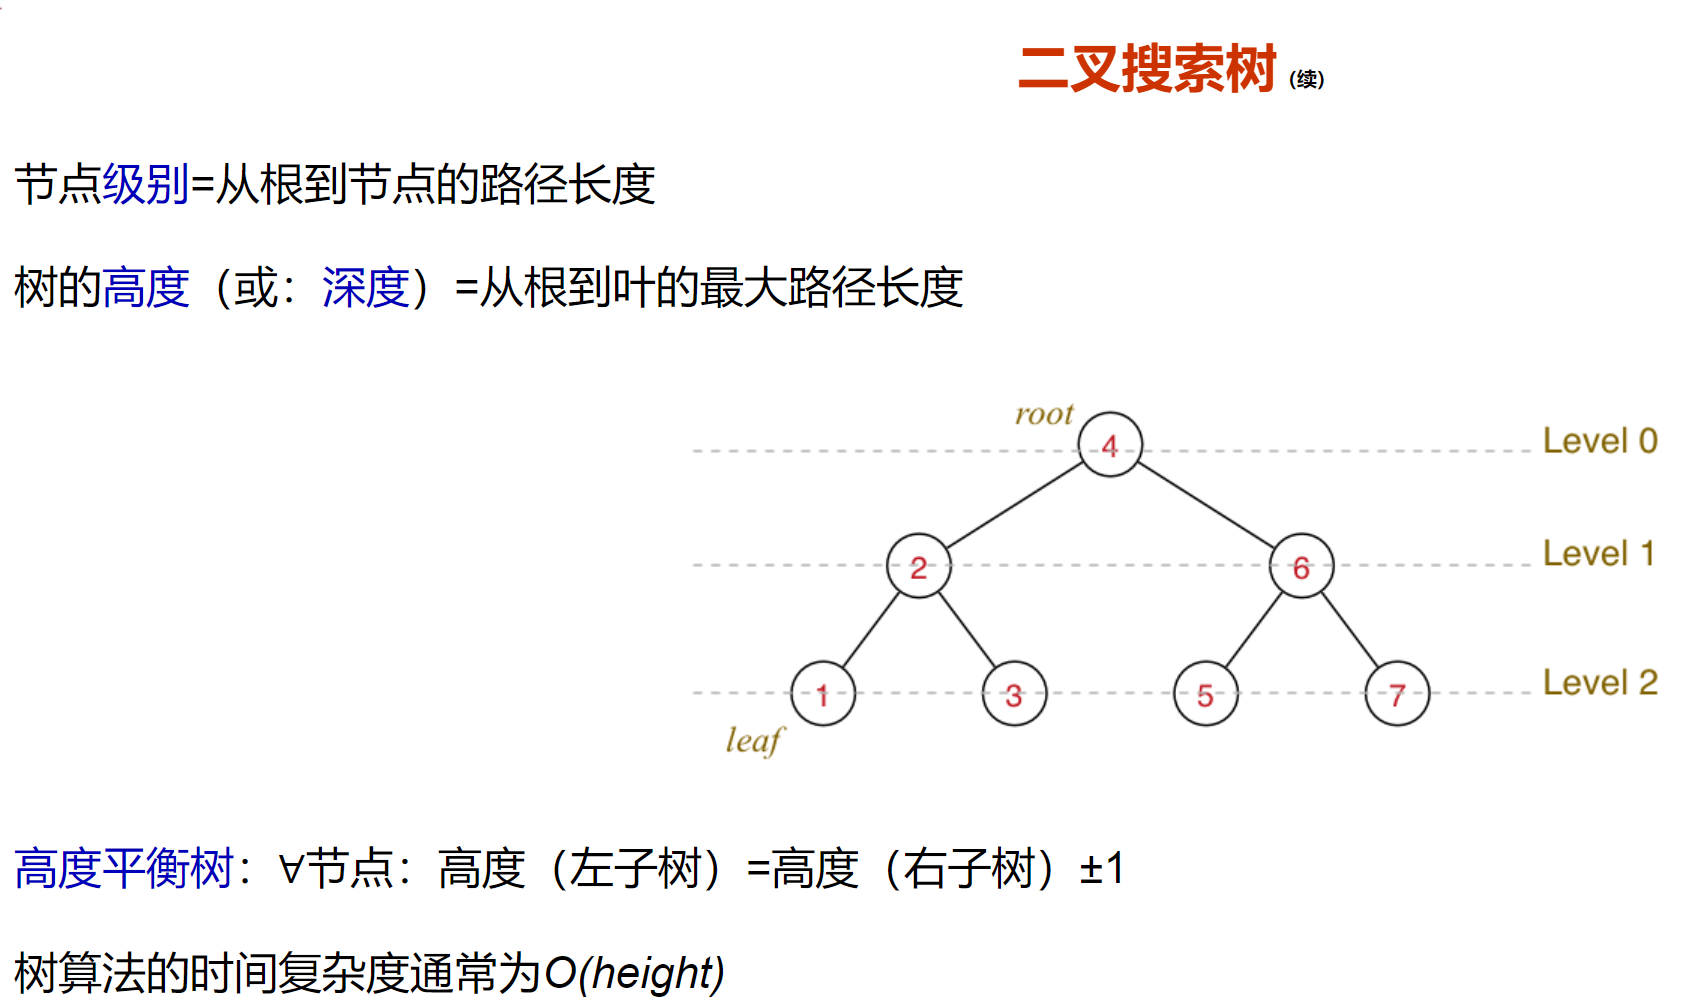 二叉搜索树 (续)
节点级别=从根到节点的路径长度
树的高度（或：深度）=从根到叶的最大路径长度
root
4
Level 0
2
6
Level 1
1
3
5
7
Level 2
leaf
高度平衡树：∀节点：高度（左子树）=高度（右子树）±1
树算法的时间复杂度通常为O(height)